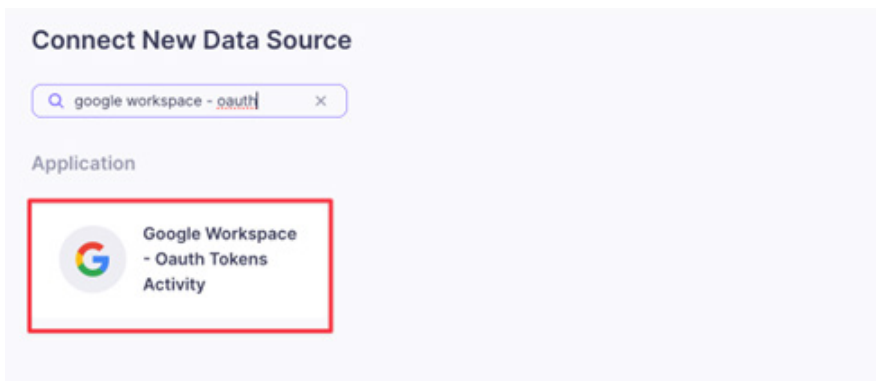 Connect New Data Source
google workspace - oauth
Application
Google Workspace
- Oauth Tokens
Activity